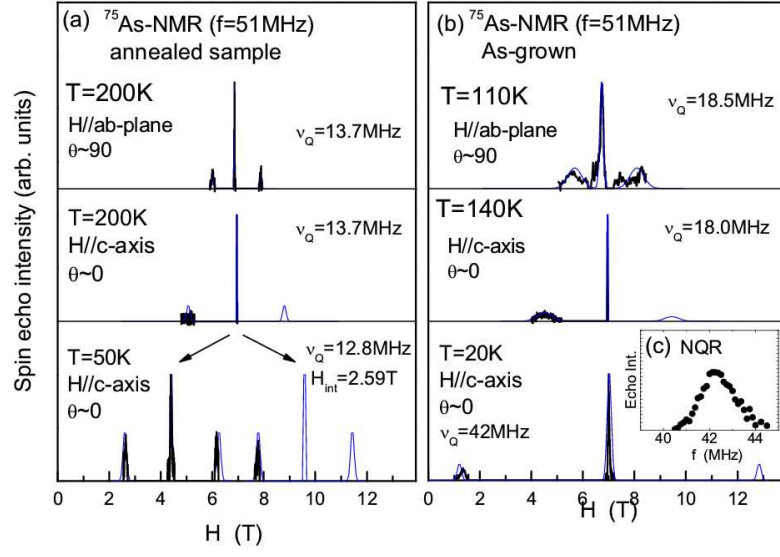 (a) ⁷⁵As-NMR (f=51MHz)
annealed sample
T=200K
H//ab-plane
θ~90
ν_Q=13.7MHz
T=200K
H//c-axis
θ~0
ν_Q=13.7MHz
T=50K
H//c-axis
θ~0
ν_Q=12.8MHz
H_int=2.59T
0 2 4 6 8 10 12
H (T)
Spin echo intensity (arb. units)
(b) ⁷⁵As-NMR (f=51MHz)
As-grown
T=110K
H//ab-plane
θ~90
ν_Q=18.5MHz
T=140K
H//c-axis
θ~0
ν_Q=18.0MHz
T=20K
H//c-axis
θ~0
ν_Q=42MHz
(c) NQR
Echo Int.
40 42 44
f (MHz)
0 2 4 6 8 10 12
H (T)